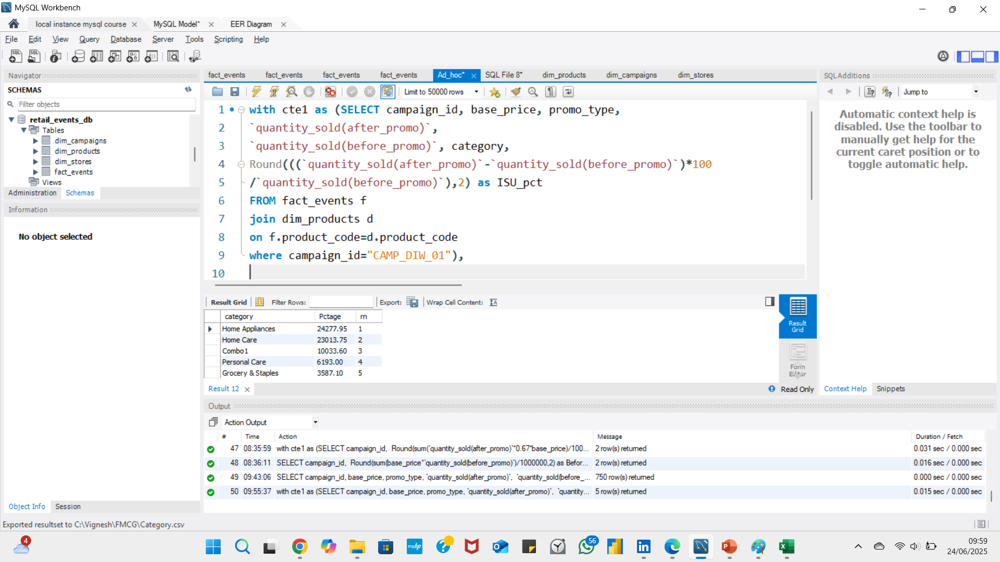 MySQL Workbench
local instance mysql course
MySQL Model*
EER Diagram
File Edit View Query Database Server Tools Scripting Help
Navigator
SCHEMAS
Filter objects
retail_events_db
Tables
dim_campaigns
dim_products
dim_stores
fact_events
Views
Administration Schemas
Information
No object selected
Object Info Session
fact_events fact_events fact_events fact_events Ad_hoc* SQL File 8* dim_products dim_campaigns dim_stores
Limit to 50000 rows
1 with cte1 as (SELECT campaign_id, base_price, promo_type,
2 `quantity_sold(after_promo)`,
3 `quantity_sold(before_promo)`, category,
4 Round(((`quantity_sold(after_promo)`-`quantity_sold(before_promo)`)*100
5 /`quantity_sold(before_promo)`),2) as ISU_pct
6 FROM fact_events f
7 join dim_products d
8 on f.product_code=d.product_code
9 where campaign_id="CAMP_DIW_01"),
10
SQLAdditions
Jump to
Automatic context help is
disabled. Use the toolbar to
manually get help for the
current caret position or to
toggle automatic help.
Context Help Snippets
Result Grid Filter Rows: Export: Wrap Cell Content:
category Pctage rn
Home Appliances 24277.95 1
Home Care 23013.75 2
Combo1 10033.60 3
Personal Care 6193.00 4
Grocery & Staples 3587.10 5
Result
Grid
Form
Editor
Result 12
Read Only
Output
Action Output
# Time Action Message Duration / Fetch
47 08:35:59 with cte1 as (SELECT campaign_id, Round(sum(`quantity_sold(after_promo)`*0.67*base_price)/100... 2 row(s) returned 0.031 sec / 0.000 sec
48 08:36:11 SELECT campaign_id, Round(sum(base_price*`quantity_sold(before_promo)`)/1000000,2) as Befor... 2 row(s) returned 0.016 sec / 0.000 sec
49 09:43:06 SELECT campaign_id, base_price, promo_type, `quantity_sold(after_promo)`, `quantity_sold(before_... 750 row(s) returned 0.000 sec / 0.000 sec
50 09:55:37 with cte1 as (SELECT campaign_id, base_price, promo_type, `quantity_sold(after_promo)`, `quantity... 5 row(s) returned 0.015 sec / 0.000 sec
Exported resultset to C:\Vignesh\FMCG\Category.csv
4
myhp
56
09:59
24/06/2025